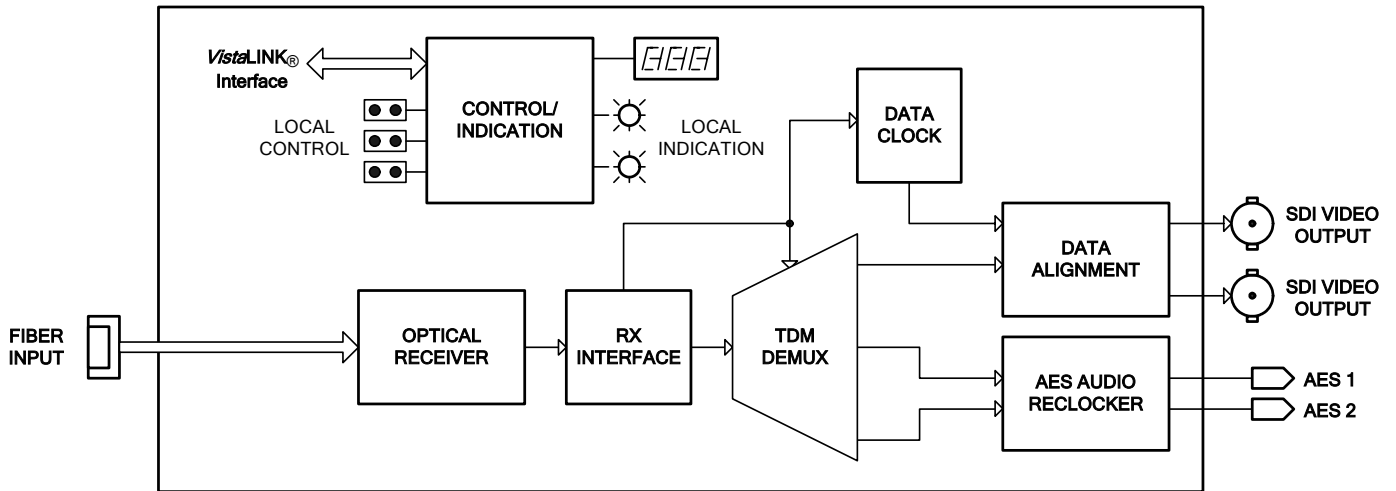 VistaLINK®
Interface
LOCAL
CONTROL
CONTROL/
INDICATION
LOCAL
INDICATION
DATA
CLOCK
DATA
ALIGNMENT
SDI VIDEO
OUTPUT
SDI VIDEO
OUTPUT
FIBER
INPUT
OPTICAL
RECEIVER
RX
INTERFACE
TDM
DEMUX
AES AUDIO
RECLOCKER
AES 1
AES 2